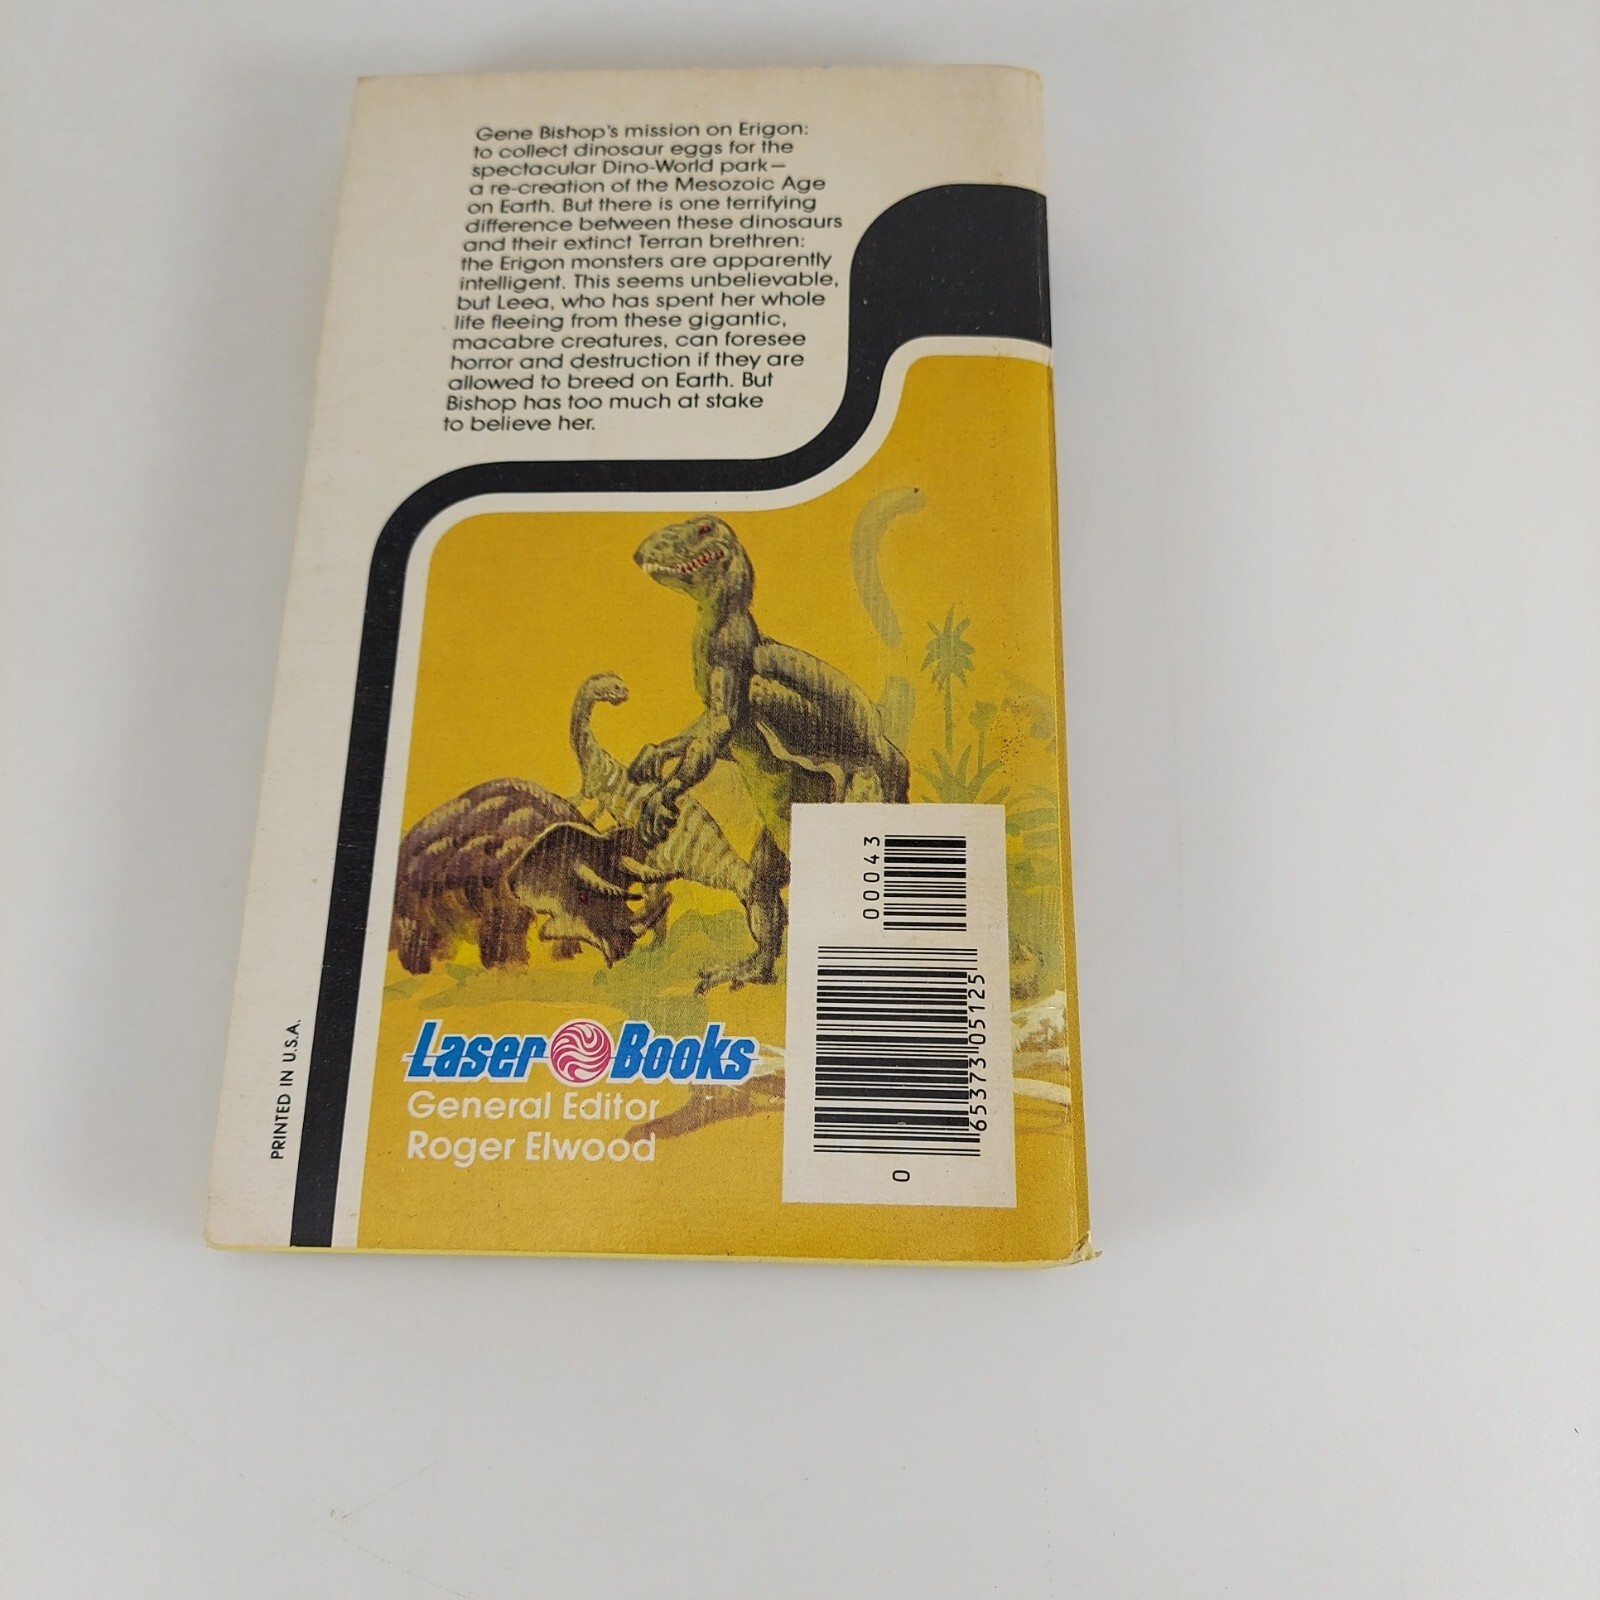 Gene Bishop's mission on Erigon:
to collect dinosaur eggs for the
spectacular Dino-World park—
a re-creation of the Mesozoic Age
on Earth. But there is one terrifying
difference between these dinosaurs
and their extinct Terran brethren:
the Erigon monsters are apparently
intelligent. This seems unbelievable,
but Leea, who has spent her whole
life fleeing from these gigantic,
macabre creatures, can foresee
horror and destruction if they are
allowed to breed on Earth. But
Bishop has too much at stake
to believe her.
PRINTED IN U.S.A.
Laser Books
General Editor
Roger Elwood
00043
0 65373 05125